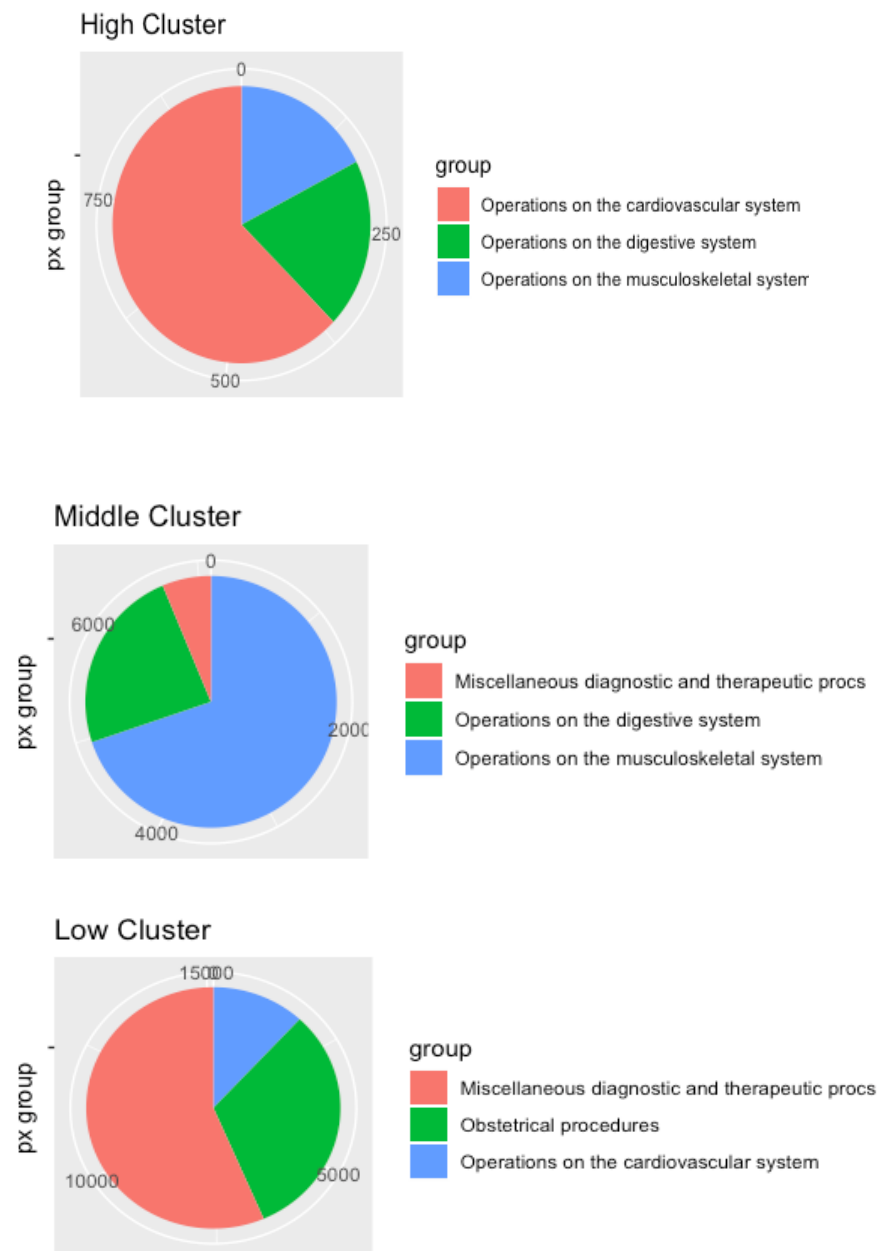 High Cluster
0
750
250
500
px group
group
Operations on the cardiovascular system
Operations on the digestive system
Operations on the musculoskeletal system
Middle Cluster
0
6000
2000
4000
px group
group
Miscellaneous diagnostic and therapeutic procs
Operations on the digestive system
Operations on the musculoskeletal system
Low Cluster
15000
0
10000
5000
px group
group
Miscellaneous diagnostic and therapeutic procs
Obstetrical procedures
Operations on the cardiovascular system